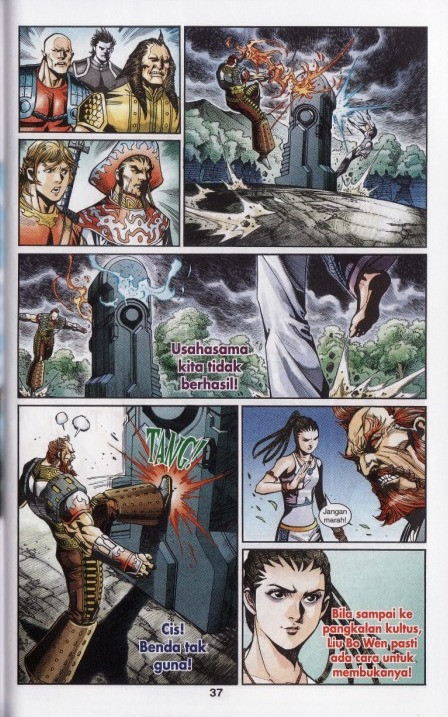 Usahasama
kita tidak
berhasil!
TANG!
Cis!
Benda tak
guna!
Jangan
marah!
Bila sampai ke
pangkalan kultus,
Liu Bo Wen pasti
ada cara untuk
membukanya!
37